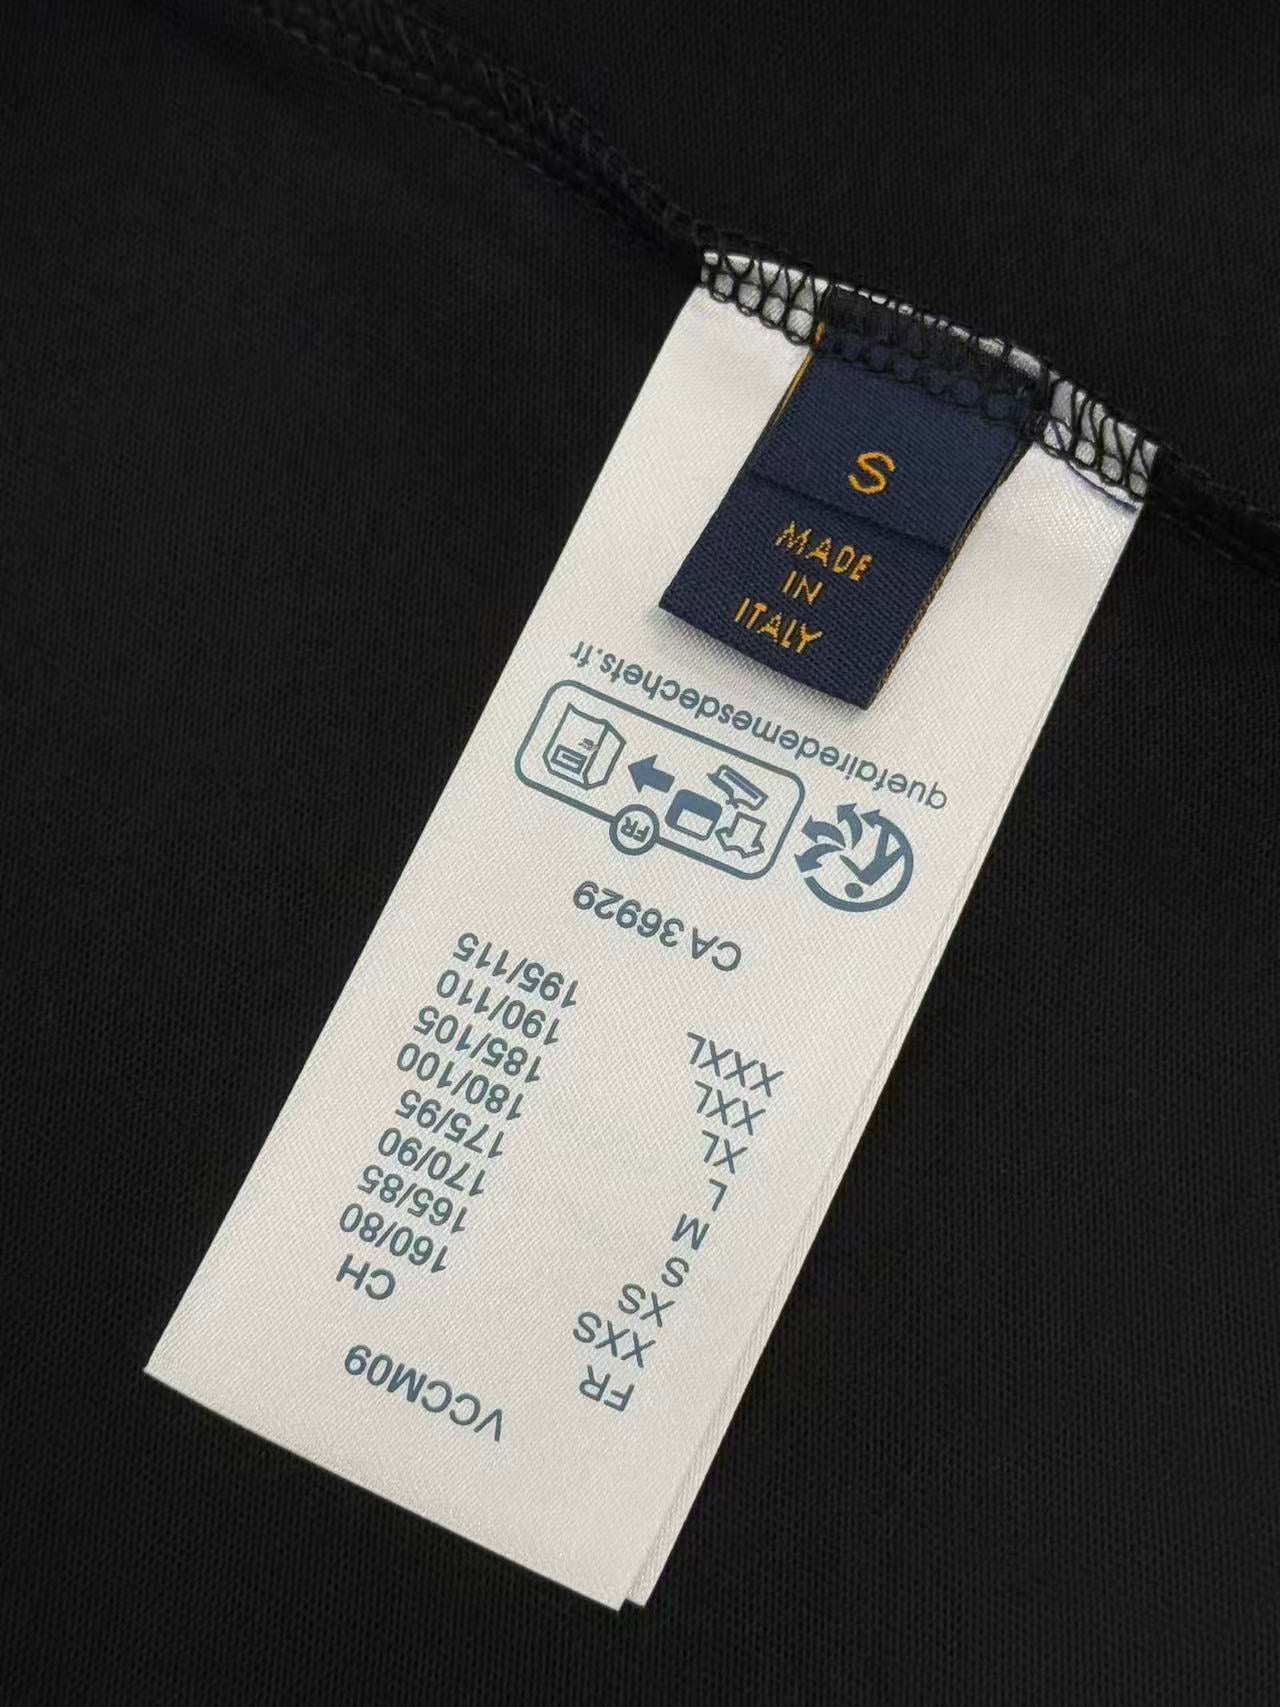 S
MADE
IN
ITALY
VCCM09
FR CH
XXS 160/80
XS 165/85
S 170/90
M 175/95
L 180/100
XL 185/105
XXL 190/110
XXXL 195/115
CA 36929
FR
quefairedemesdechets.fr